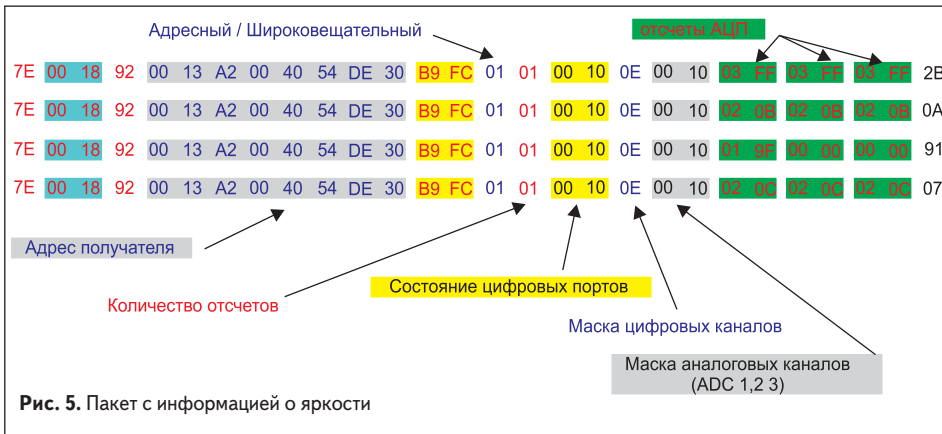 Адресный / Широковещательный отсчеты АЦП
7E 00 18 92 00 13 A2 00 40 54 DE 30 B9 FC 01 01 00 10 0E 00 10 03 FF 03 FF 03 FF 2B
7E 00 18 92 00 13 A2 00 40 54 DE 30 B9 FC 01 01 00 10 0E 00 10 02 0B 02 0B 02 0B 0A
7E 00 18 92 00 13 A2 00 40 54 DE 30 B9 FC 01 01 00 10 0E 00 10 01 9F 00 00 00 00 91
7E 00 18 92 00 13 A2 00 40 54 DE 30 B9 FC 01 01 00 10 0E 00 10 02 0C 02 0C 02 0C 07
Адрес получателя
Состояние цифровых портов
Количество отсчетов
Маска цифровых каналов
Маска аналоговых каналов
(ADC 1,2 3)
Рис. 5. Пакет с информацией о яркости